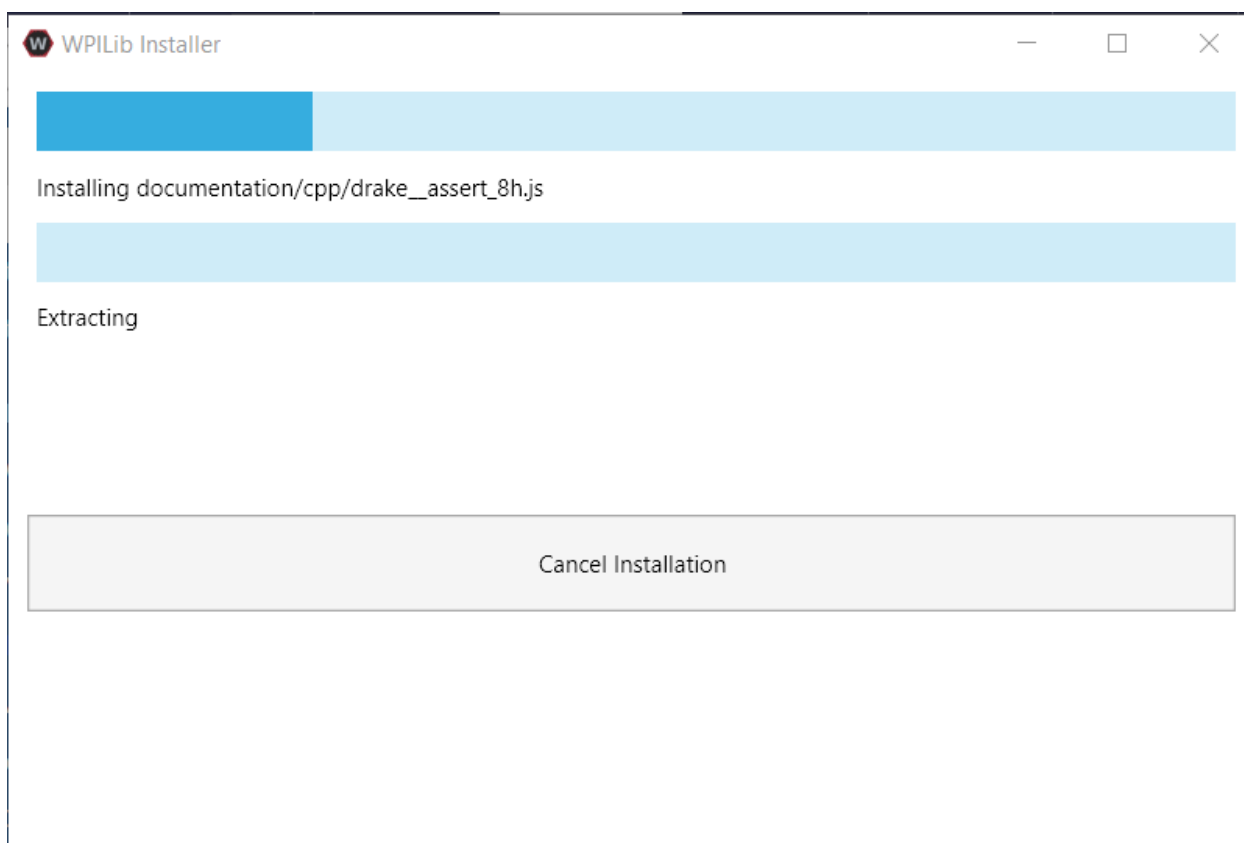 W WPILib Installer
Installing documentation/cpp/drake__assert_8h.js
Extracting
Cancel Installation